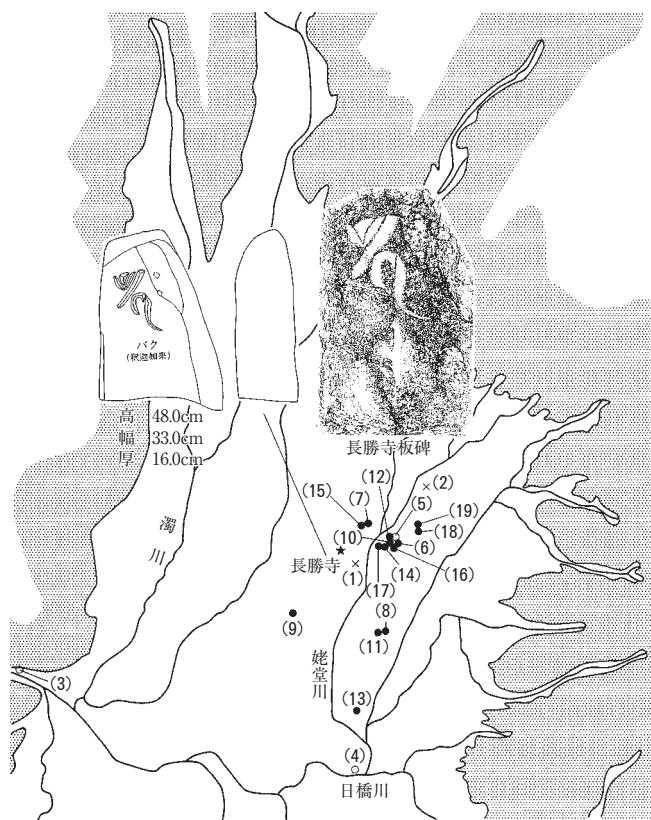 バク
(釈迦如来)
高 48.0cm
幅 33.0cm
厚 16.0cm
長勝寺板碑
濁川
(12)
(2)
(5)
(15)
(7)
(19)
(10)
(18)
(6)
長勝寺
(1)
(14)
(16)
(17)
(8)
(9)
(11)
姥堂川
(3)
(13)
(4)
日橋川